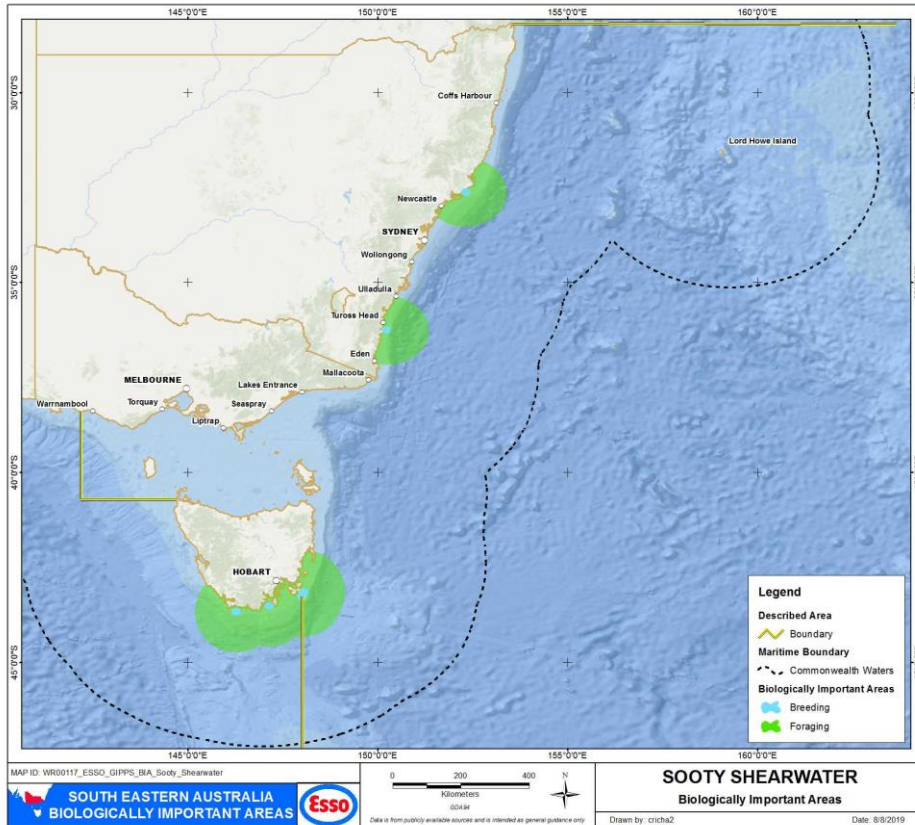 145°0'0"E
150°0'0"E
155°0'0"E
160°0'0"E
30°0'0"S
35°0'0"S
40°0'0"S
45°0'0"S
Coffs Harbour
Lord Howe Island
Newcastle
SYDNEY
Wollongong
Ulladulla
Tuross Head
Eden
Mallacoota
MELBOURNE
Lakes Entrance
Warrnambool
Torquay
Seaspray
Liptrap
HOBART
Legend
Described Area
Boundary
Maritime Boundary
Commonwealth Waters
Biologically Important Areas
Breeding
Foraging
145°0'0"E
150°0'0"E
155°0'0"E
160°0'0"E
MAP ID: WR00117_ESSO_GIPPS_BIA_Sooty_Shearwater
SOUTH EASTERN AUSTRALIA
BIOLOGICALLY IMPORTANT AREAS
Esso
0 200 400
Kilometers
GDA94
N
Data is from publicly available sources and is intended as general guidance only
SOOTY SHEARWATER
Biologically Important Areas
Drawn by: cricha2
Date: 8/8/2019